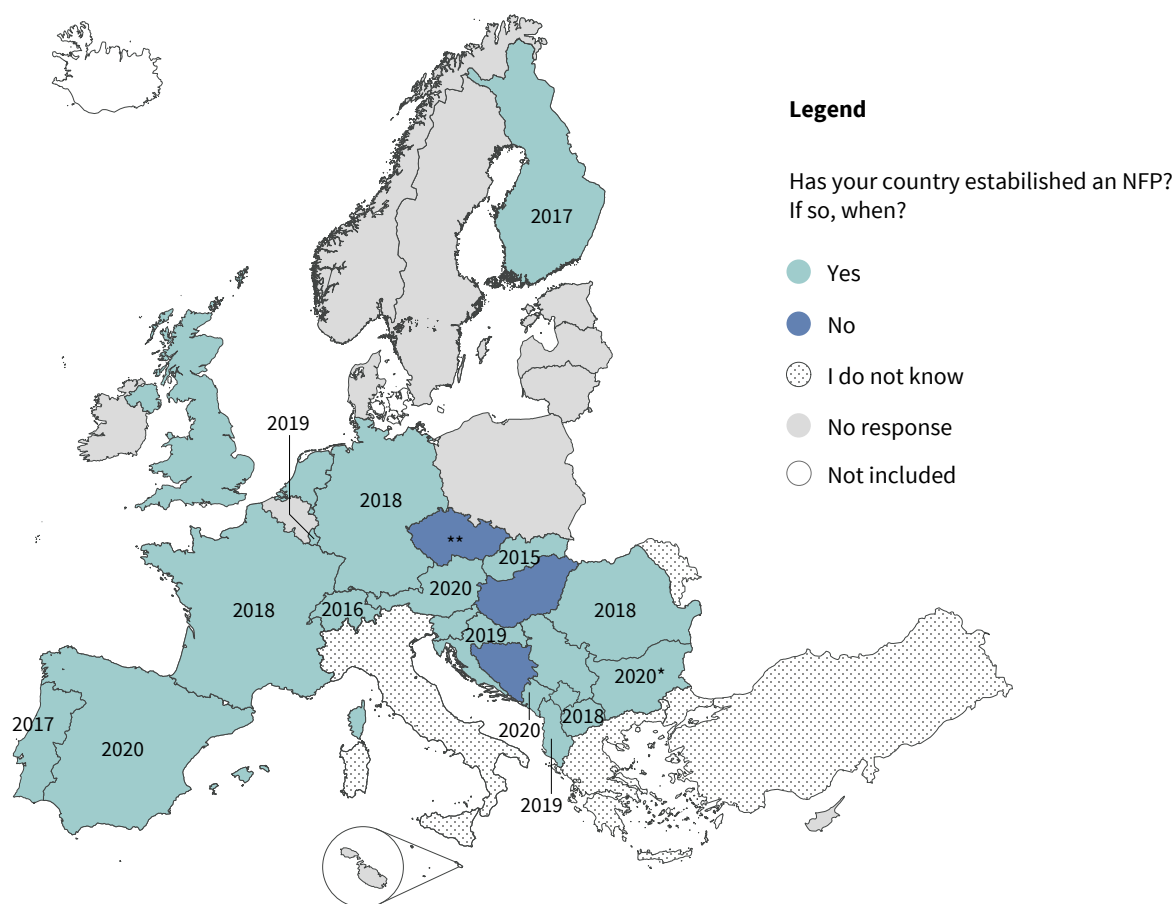 Legend
Has your country estabilished an NFP?
If so, when?
Yes
No
I do not know
No response
Not included
2017
2019
2018
**
2015
2020
2018
2016
2018
2019
2020*
2017
2020
2020
2018
2019